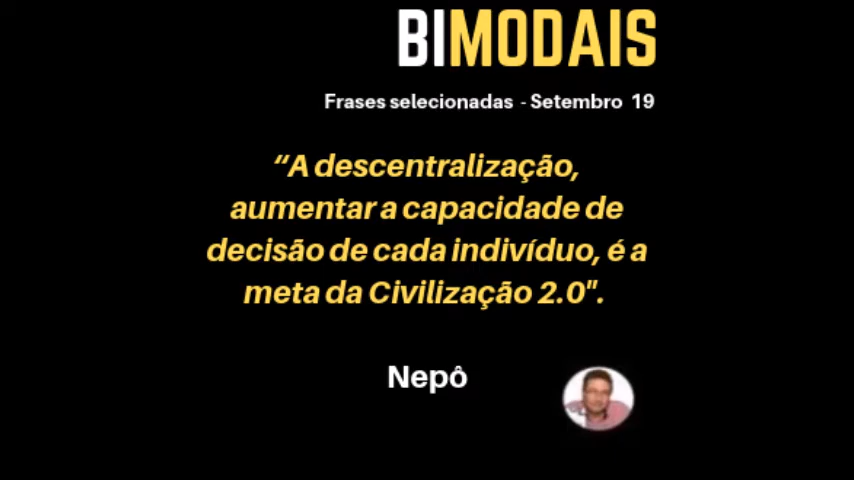 BIMODAIS
Frases selecionadas - Setembro 19
“A descentralização,
aumentar a capacidade de
decisão de cada indivíduo, é a
meta da Civilização 2.0".
Nepô